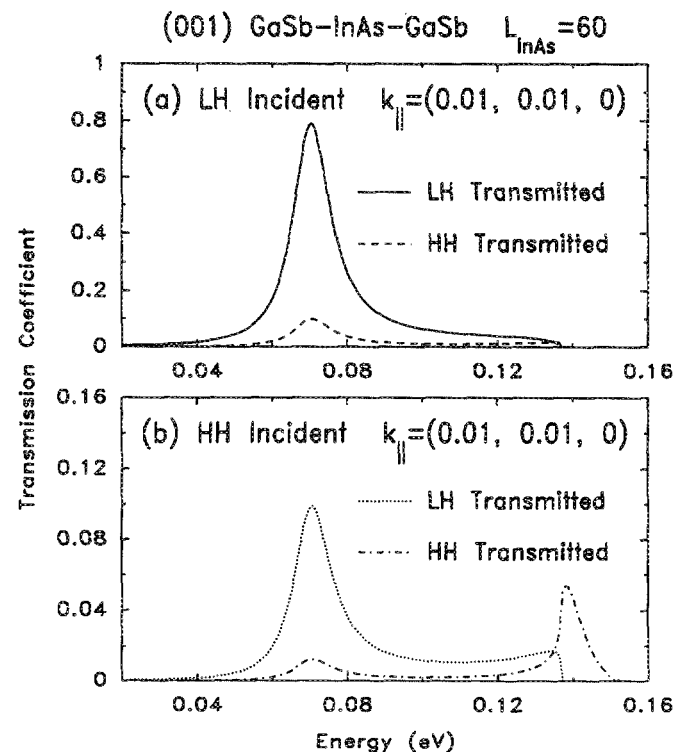 (001) GaSb-InAs-GaSb L_InAs=60
1
(a) LH Incident k_||=(0.01, 0.01, 0)
0.8
LH Transmitted
0.6
HH Transmitted
0.4
0.2
0
0.04 0.08 0.12 0.16
Transmission Coefficient
0.16
(b) HH Incident k_||=(0.01, 0.01, 0)
0.12
LH Transmitted
0.08
HH Transmitted
0.04
0
0.04 0.08 0.12 0.16
Energy (eV)